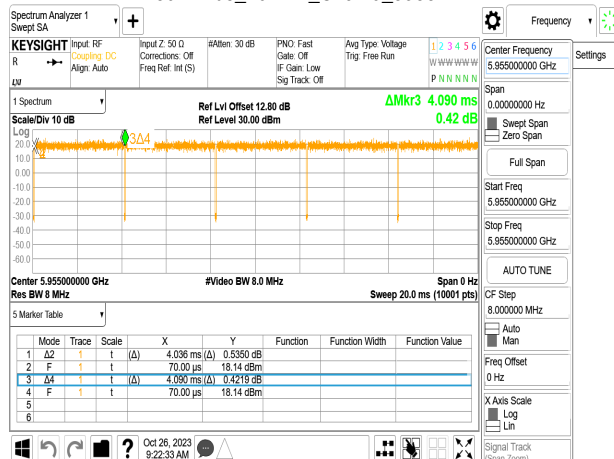 Spectrum Analyzer 1
Swept SA
Frequency
KEYSIGHT
R
LXI
Input: RF
Coupling: DC
Align: Auto
Input Z: 50 Ω
Corrections: Off
Freq Ref: Int (S)
#Atten: 30 dB
PNO: Fast
Gate: Off
IF Gain: Low
Sig Track: Off
Avg Type: Voltage
Trig: Free Run
1 2 3 4 5 6
W W W W W W
P N N N N N
1 Spectrum
Scale/Div 10 dB
Ref Lvl Offset 12.80 dB
Ref Level 30.00 dBm
ΔMkr3 4.090 ms
0.42 dB
Log
3Δ4
20.0
10.0
0.00
-10.0
-20.0
-30.0
-40.0
-50.0
-60.0
Center 5.955000000 GHz
#Video BW 8.0 MHz
Span 0 Hz
Res BW 8 MHz
Sweep 20.0 ms (10001 pts)
5 Marker Table
Mode Trace Scale X Y Function Function Width Function Value
1 Δ2 1 t (Δ) 4.036 ms (Δ) 0.5350 dB
2 F 1 t 70.00 µs 18.14 dBm
3 Δ4 1 t (Δ) 4.090 ms (Δ) 0.4219 dB
4 F 1 t 70.00 µs 18.14 dBm
5
6
?
Oct 26, 2023
9:22:33 AM
Center Frequency
5.955000000 GHz
Settings
Span
0.00000000 Hz
Swept Span
Zero Span
Full Span
Start Freq
5.955000000 GHz
Stop Freq
5.955000000 GHz
AUTO TUNE
CF Step
8.000000 MHz
Auto
Man
Freq Offset
0 Hz
X Axis Scale
Log
Lin
Signal Track
(Span Zoom)